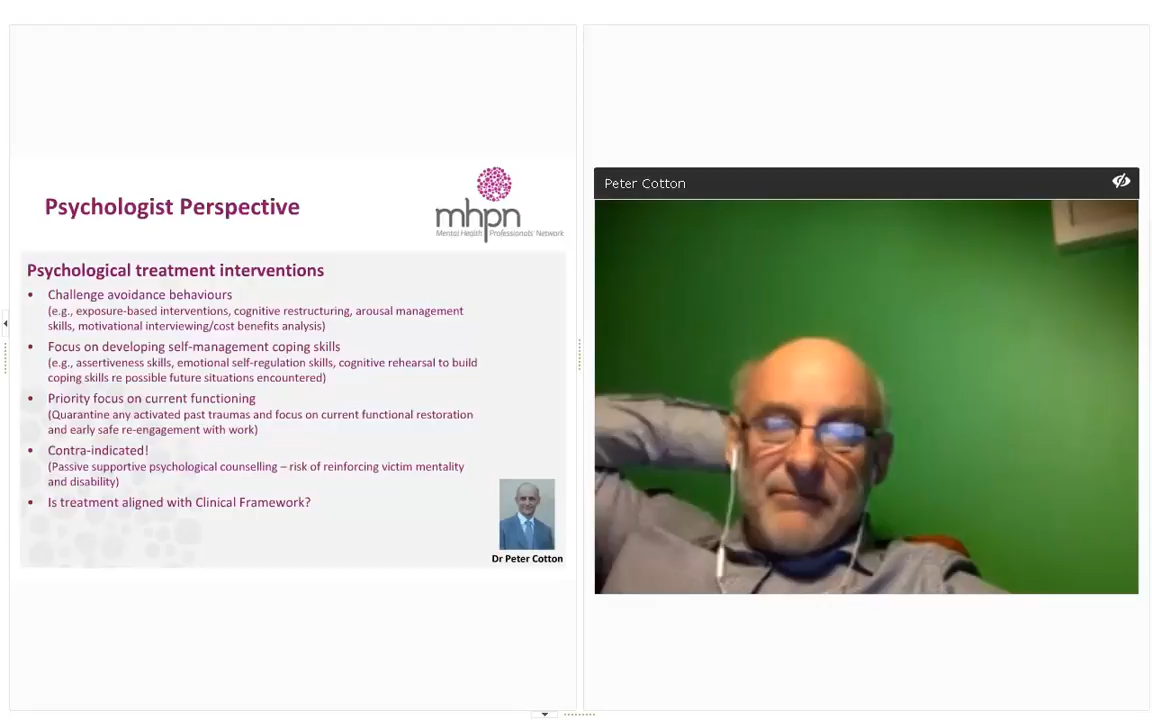 Psychologist Perspective
mhpn
Mental Health Professionals' Network
Psychological treatment interventions
• Challenge avoidance behaviours
(e.g., exposure-based interventions, cognitive restructuring, arousal management
skills, motivational interviewing/cost benefits analysis)
• Focus on developing self-management coping skills
(e.g., assertiveness skills, emotional self-regulation skills, cognitive rehearsal to build
coping skills re possible future situations encountered)
• Priority focus on current functioning
(Quarantine any activated past traumas and focus on current functional restoration
and early safe re-engagement with work)
• Contra-indicated!
(Passive supportive psychological counselling – risk of reinforcing victim mentality
and disability)
• Is treatment aligned with Clinical Framework?
Dr Peter Cotton
Peter Cotton